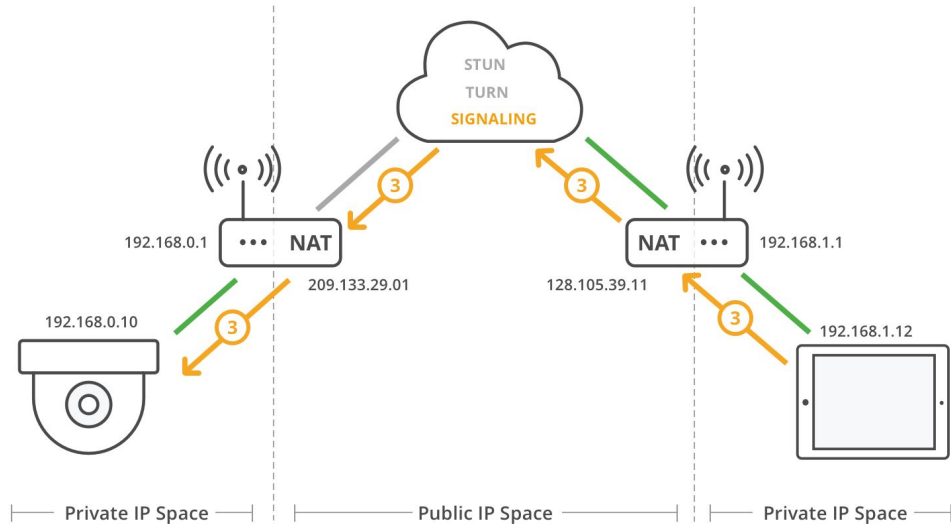 STUN
TURN
SIGNALING
3
3
192.168.0.1
NAT
NAT
192.168.1.1
209.133.29.01
128.105.39.11
192.168.0.10
3
3
192.168.1.12
Private IP Space
Public IP Space
Private IP Space